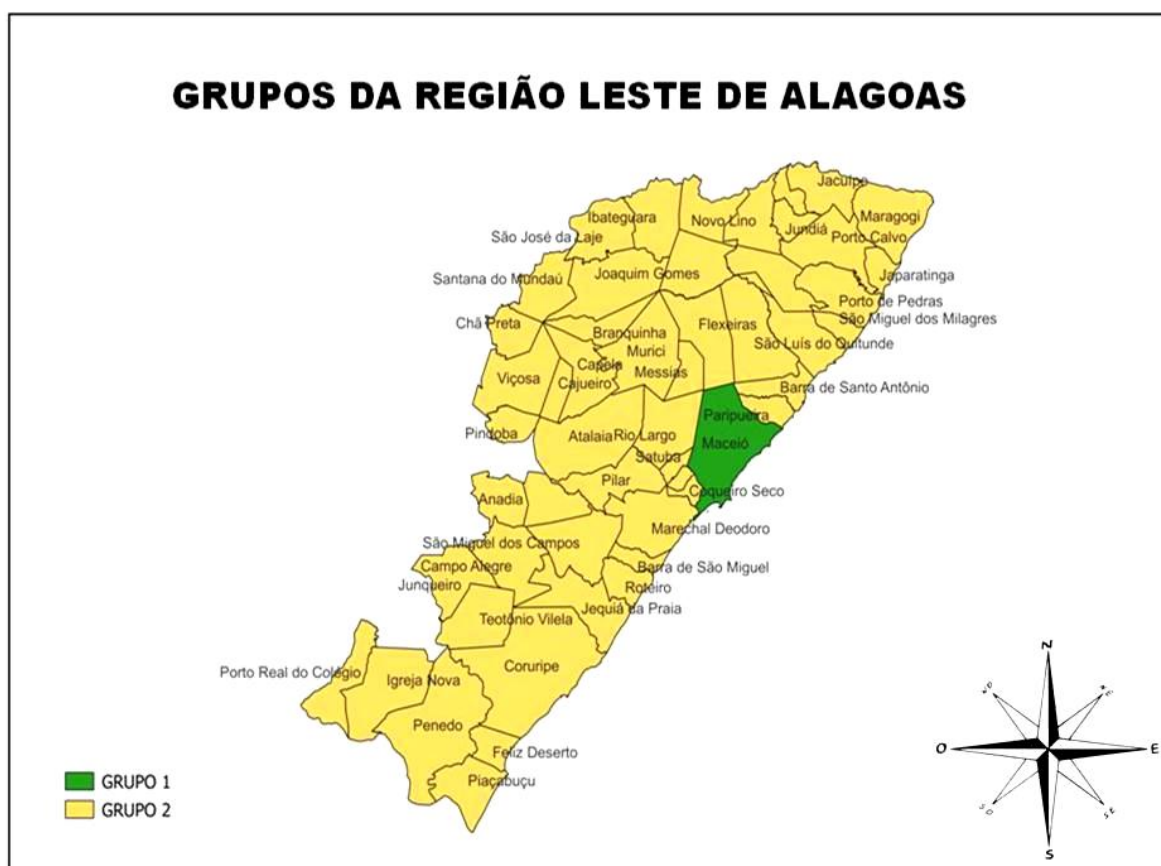 GRUPOS DA REGIÃO LESTE DE ALAGOAS
Jacuípe
Ibateguara
Novo Lino
Maragogi
Jundiá
São José da Laje
Porto Calvo
Santana do Mundaú
Joaquim Gomes
Japaratinga
Porto de Pedras
São Miguel dos Milagres
Chã Preta
Flexeiras
Branquinha
São Luís do Quitunde
Murici
Capela
Messias
Viçosa
Cajueiro
Barra de Santo Antônio
Paripueira
Pindoba
Atalaia
Rio Largo
Maceió
Satuba
Pilar
Coqueiro Seco
Anadia
Marechal Deodoro
São Miguel dos Campos
Campo Alegre
Barra de São Miguel
Junqueiro
Roteiro
Jequiá da Praia
Teotônio Vilela
Coruripe
Porto Real do Colégio
Igreja Nova
Penedo
Feliz Deserto
Piaçabuçu
N
NO
NE
O
E
SO
SE
S
GRUPO 1
GRUPO 2